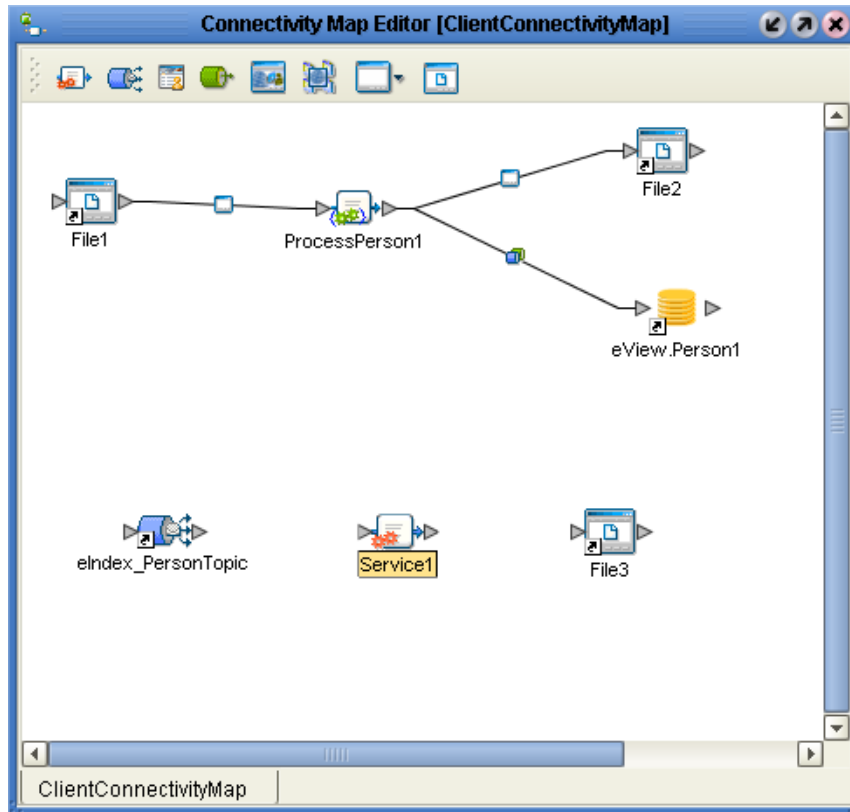 Connectivity Map Editor [ClientConnectivityMap]
File2
File1
ProcessPerson1
eView.Person1
eIndex_PersonTopic
Service1
File3
ClientConnectivityMap